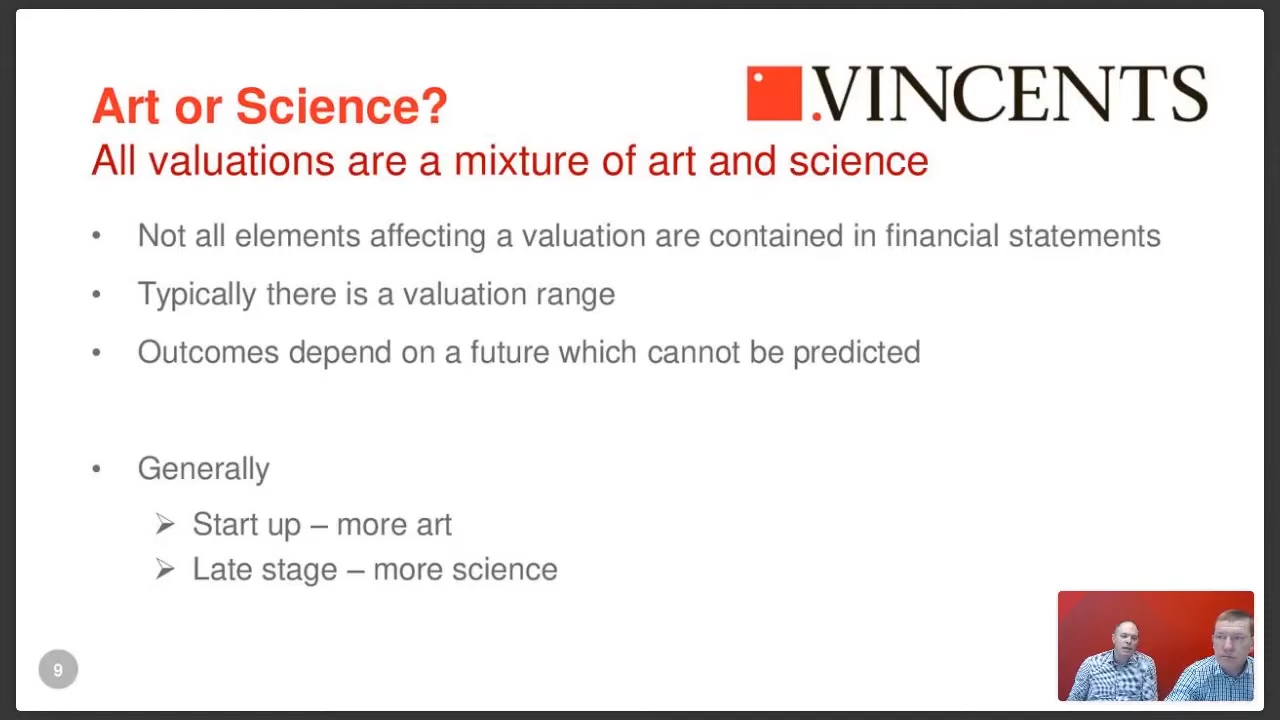 .VINCENTS
Art or Science?
All valuations are a mixture of art and science
• Not all elements affecting a valuation are contained in financial statements
• Typically there is a valuation range
• Outcomes depend on a future which cannot be predicted
• Generally
➢ Start up – more art
➢ Late stage – more science
9